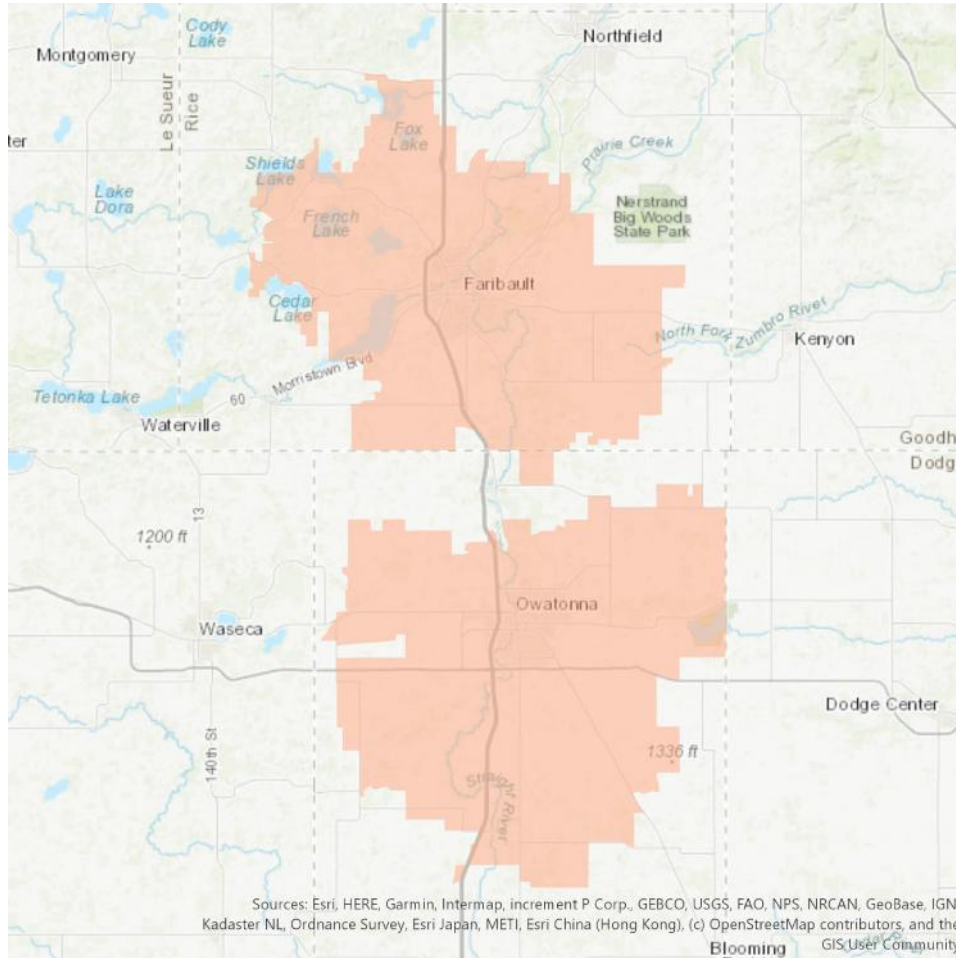 Cody
Lake
Northfield
Montgomery
Le Sueur
Rice
ter
Fox
Lake
Prairie Creek
Shields
Lake
Lake
Dora
Nerstrand
Big Woods
State Park
French
Lake
Faribault
Cedar
Lake
North Fork
Zumbro River
Kenyon
Morristown Blvd
60
Tetonka Lake
Waterville
Goodh
Dodg
13
1200 ft
Owatonna
Waseca
Dodge Center
140th St
1336 ft
Straight River
Sources: Esri, HERE, Garmin, Intermap, increment P Corp., GEBCO, USGS, FAO, NPS, NRCAN, GeoBase, IGN
Kadaster NL, Ordnance Survey, Esri Japan, METI, Esri China (Hong Kong), (c) OpenStreetMap contributors, and the
GIS User Community
Blooming